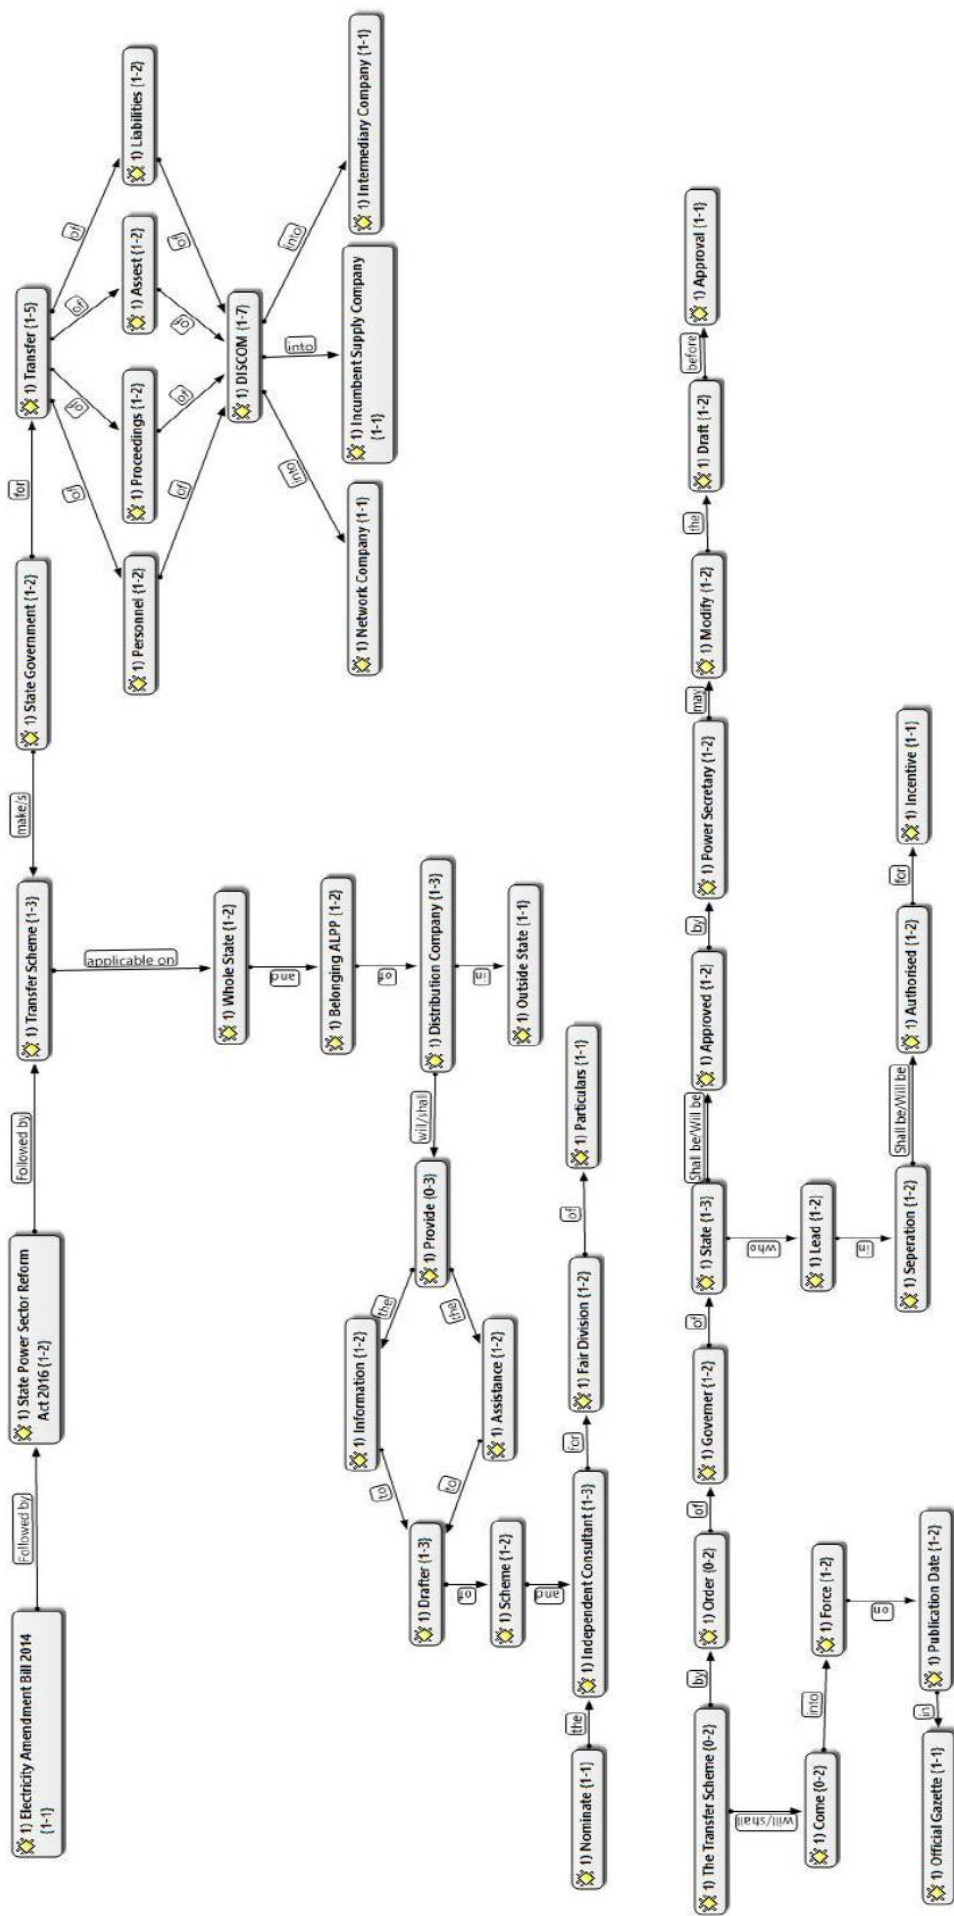 1) Electricity Amendment Bill 2014
{1-1}
Followed by
1) State Power Sector Reform
Act 2016 {1-2}
Followed by
1) Transfer Scheme {1-3}
make/s
1) State Government {1-2}
for
1) Transfer {1-5}
of
of
of
of
1) Personnel {1-2}
1) Proceedings {1-2}
1) Assest {1-2}
1) Liabilities {1-2}
of
of
of
of
1) DISCOM {1-7}
into
into
into
1) Network Company {1-1}
1) Incumbent Supply Company
{1-1}
1) Intermediary Company {1-1}
applicable on
1) Whole State {1-2}
and
1) Belonging ALPP {1-2}
of
1) Distribution Company {1-3}
in
1) Outside State {1-1}
will/shall
1) Provide {0-3}
the
the
1) Information {1-2}
1) Assistance {1-2}
to
to
1) Drafter {1-3}
of
1) Scheme {1-2}
and
1) Nominate {1-1}
the
1) Independent Consultant {1-3}
for
1) Fair Division {1-2}
of
1) Particulars {1-1}
1) The Transfer Scheme {0-2}
by
1) Order {0-2}
of
1) Governer {1-2}
of
1) State {1-3}
Shall be/Will be
1) Approved {1-2}
by
1) Power Secretary {1-2}
may
1) Modify {1-2}
the
1) Draft {1-2}
before
1) Approval {1-1}
will/shall
1) Come {0-2}
into
1) Force {1-2}
on
1) Publication Date {1-2}
in
1) Official Gazette {1-1}
who
1) Lead {1-2}
in
1) Seperation {1-2}
Shall be/Will be
1) Authorised {1-2}
for
1) Incentive {1-1}